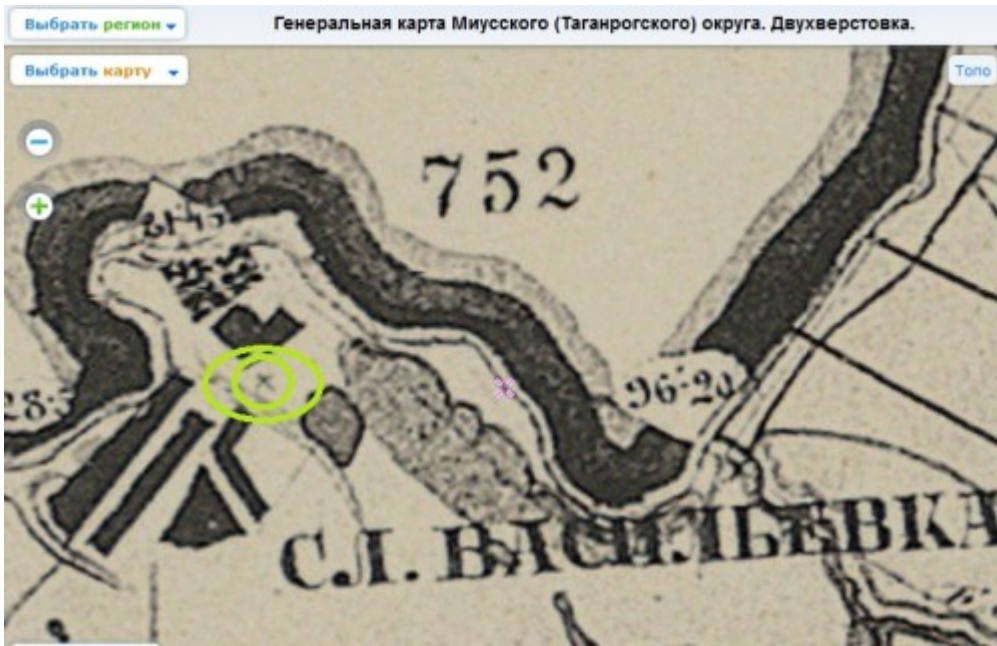 Выбрать регион
Генеральная карта Миусского (Таганрогского) округа. Двухверстовка.
Выбрать карту
Топо
752
96-20
СЛ. ВАСИЛЬЕВКА